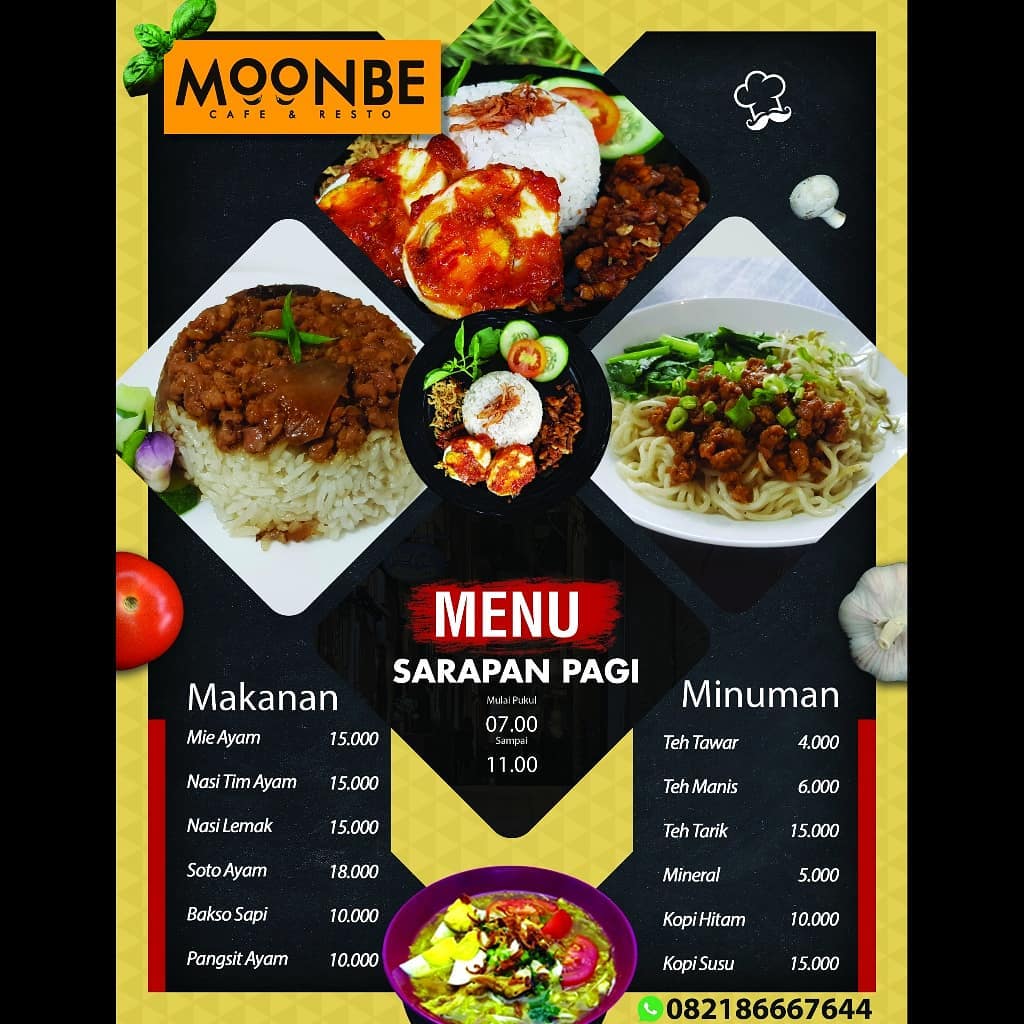 MOONBE
CAFE & RESTO
MENU
SARAPAN PAGI
Mulai Pukul
07.00
Sampai
11.00
Makanan
Mie Ayam 15.000
Nasi Tim Ayam 15.000
Nasi Lemak 15.000
Soto Ayam 18.000
Bakso Sapi 10.000
Pangsit Ayam 10.000
Minuman
Teh Tawar 4.000
Teh Manis 6.000
Teh Tarik 15.000
Mineral 5.000
Kopi Hitam 10.000
Kopi Susu 15.000
082186667644